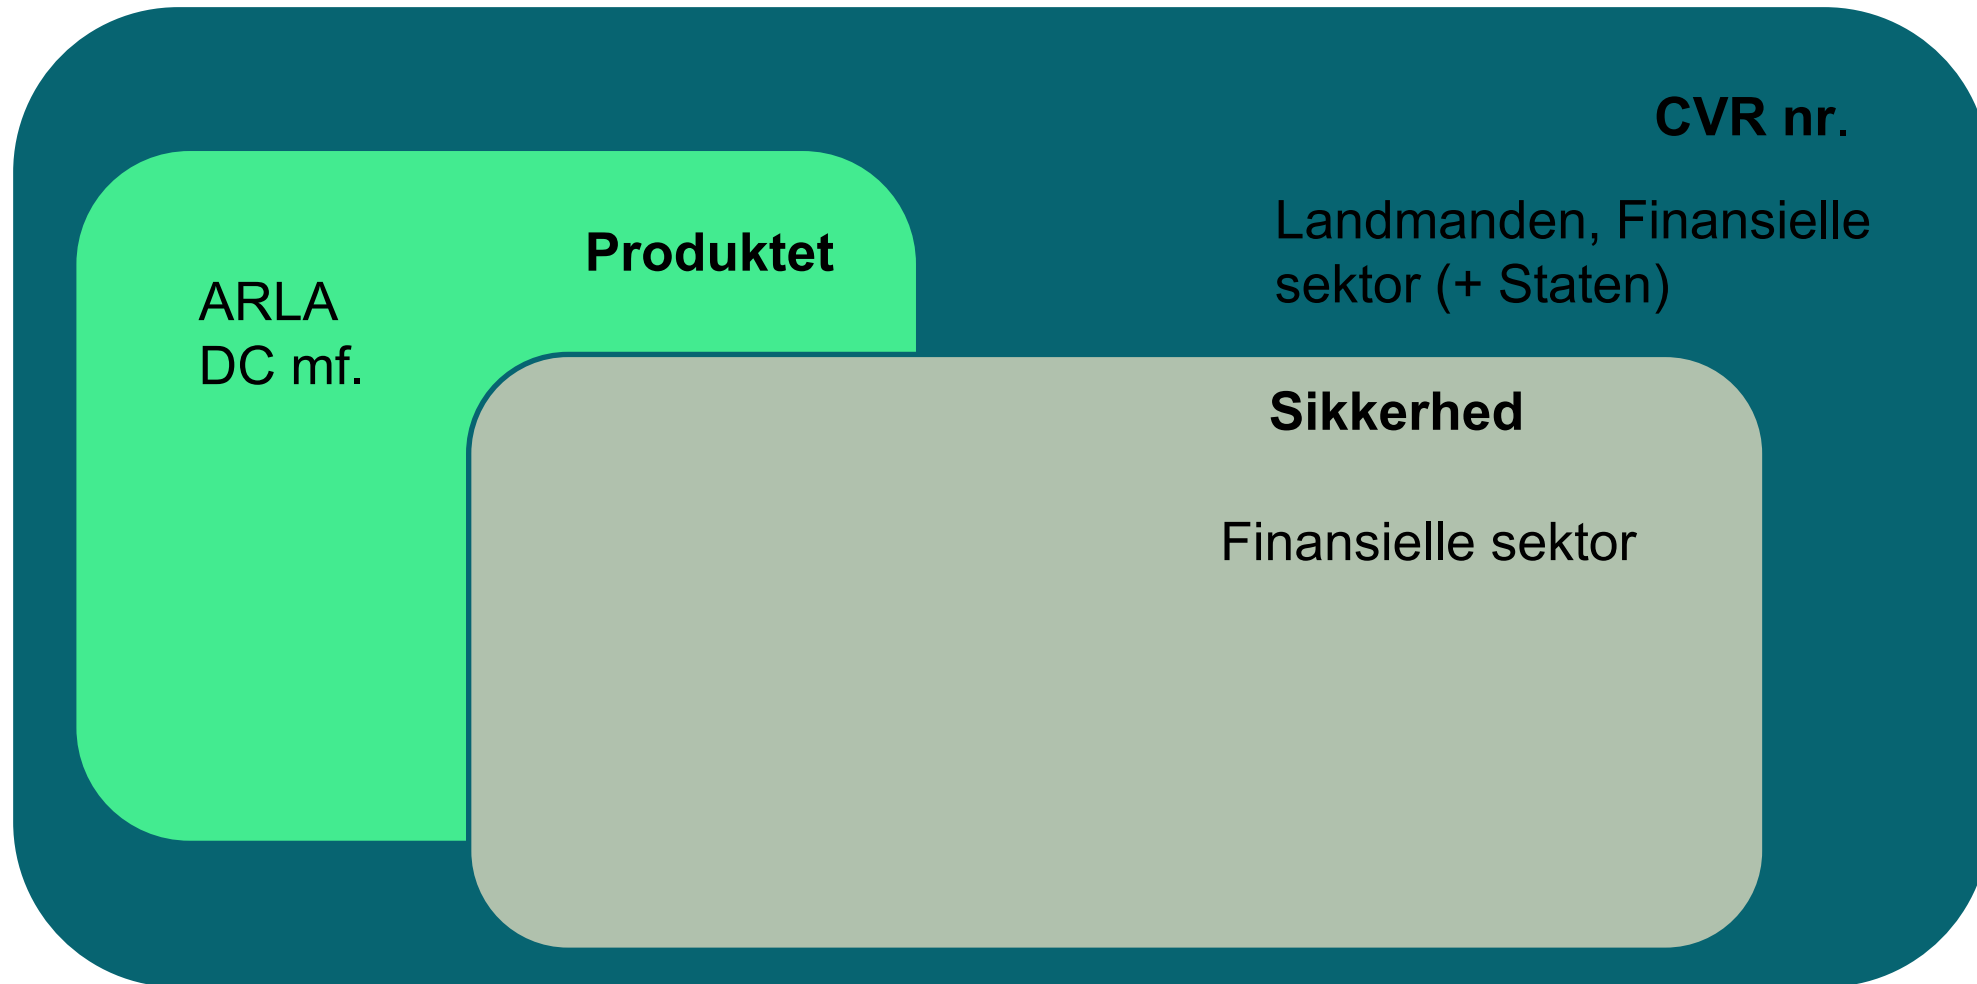 CVR nr.
Landmanden, Finansielle
sektor (+ Staten)
Produktet
ARLA
DC mf.
Sikkerhed
Finansielle sektor